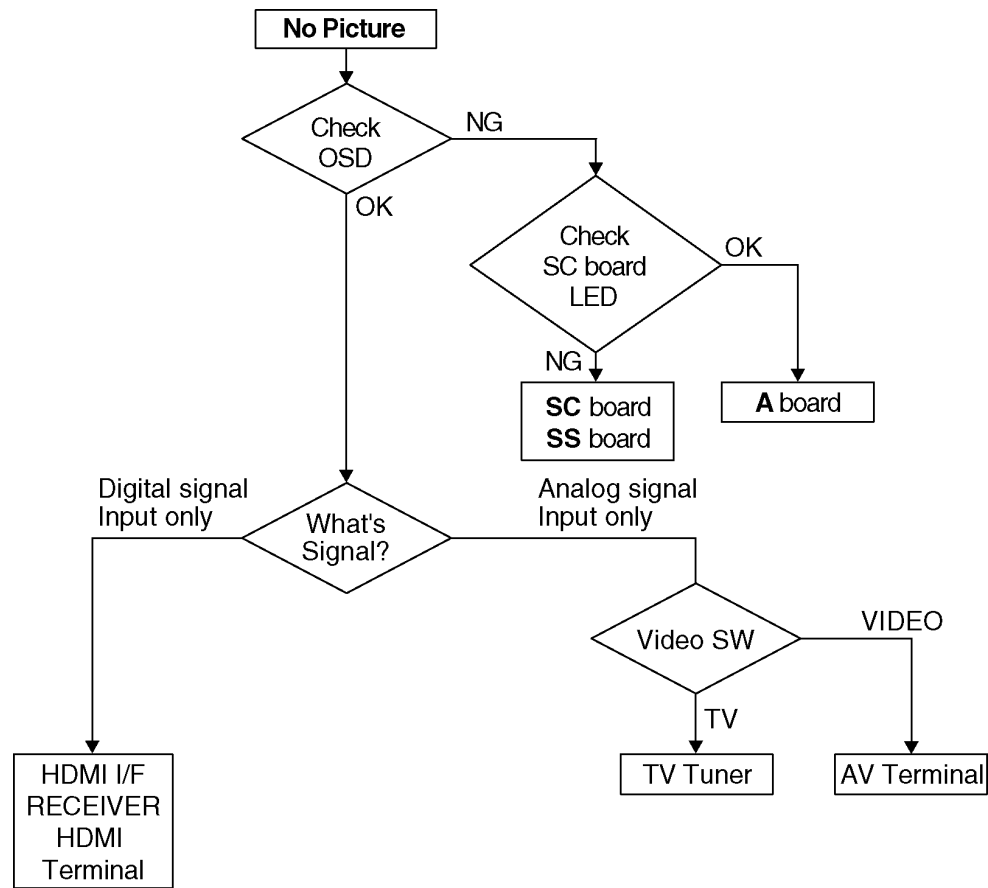 No Picture
Check
OSD
NG
OK
Check
SC board
LED
OK
NG
SC board
SS board
A board
Digital signal
Input only
What's
Signal?
Analog signal
Input only
Video SW
VIDEO
TV
HDMI I/F
RECEIVER
HDMI
Terminal
TV Tuner
AV Terminal